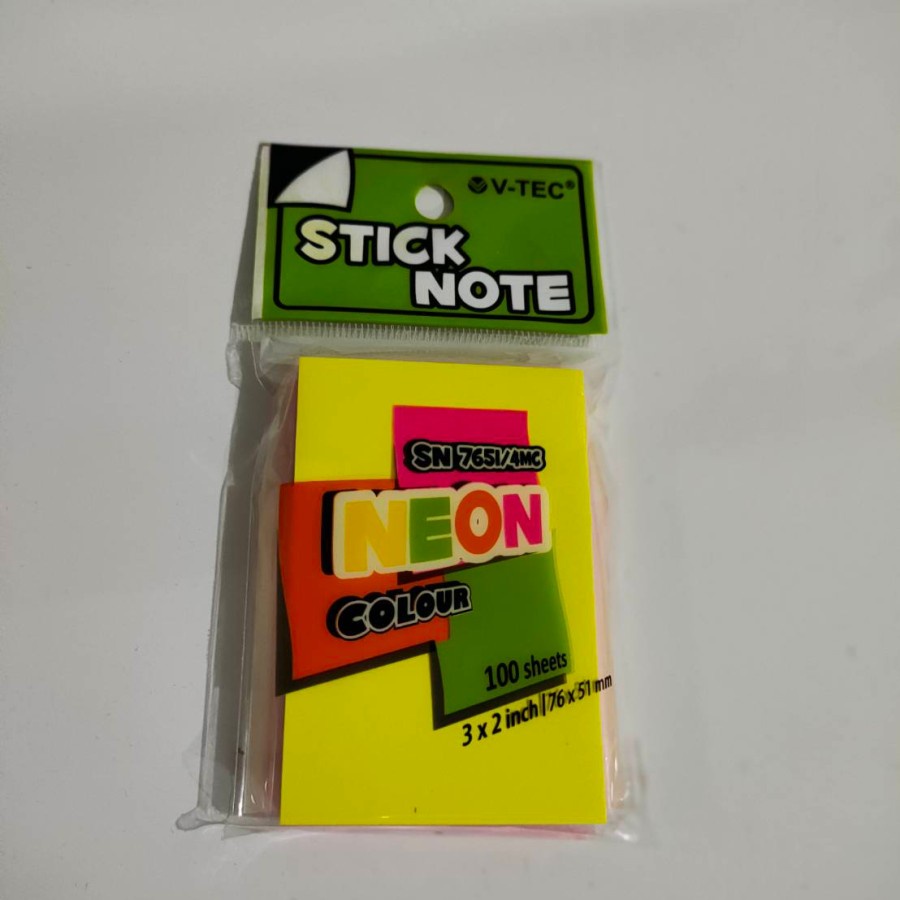 V-TEC®
STICK
NOTE
SN 7651/4MC
NEON
COLOUR
100 sheets
3 x 2 inch | 76 x 51 mm